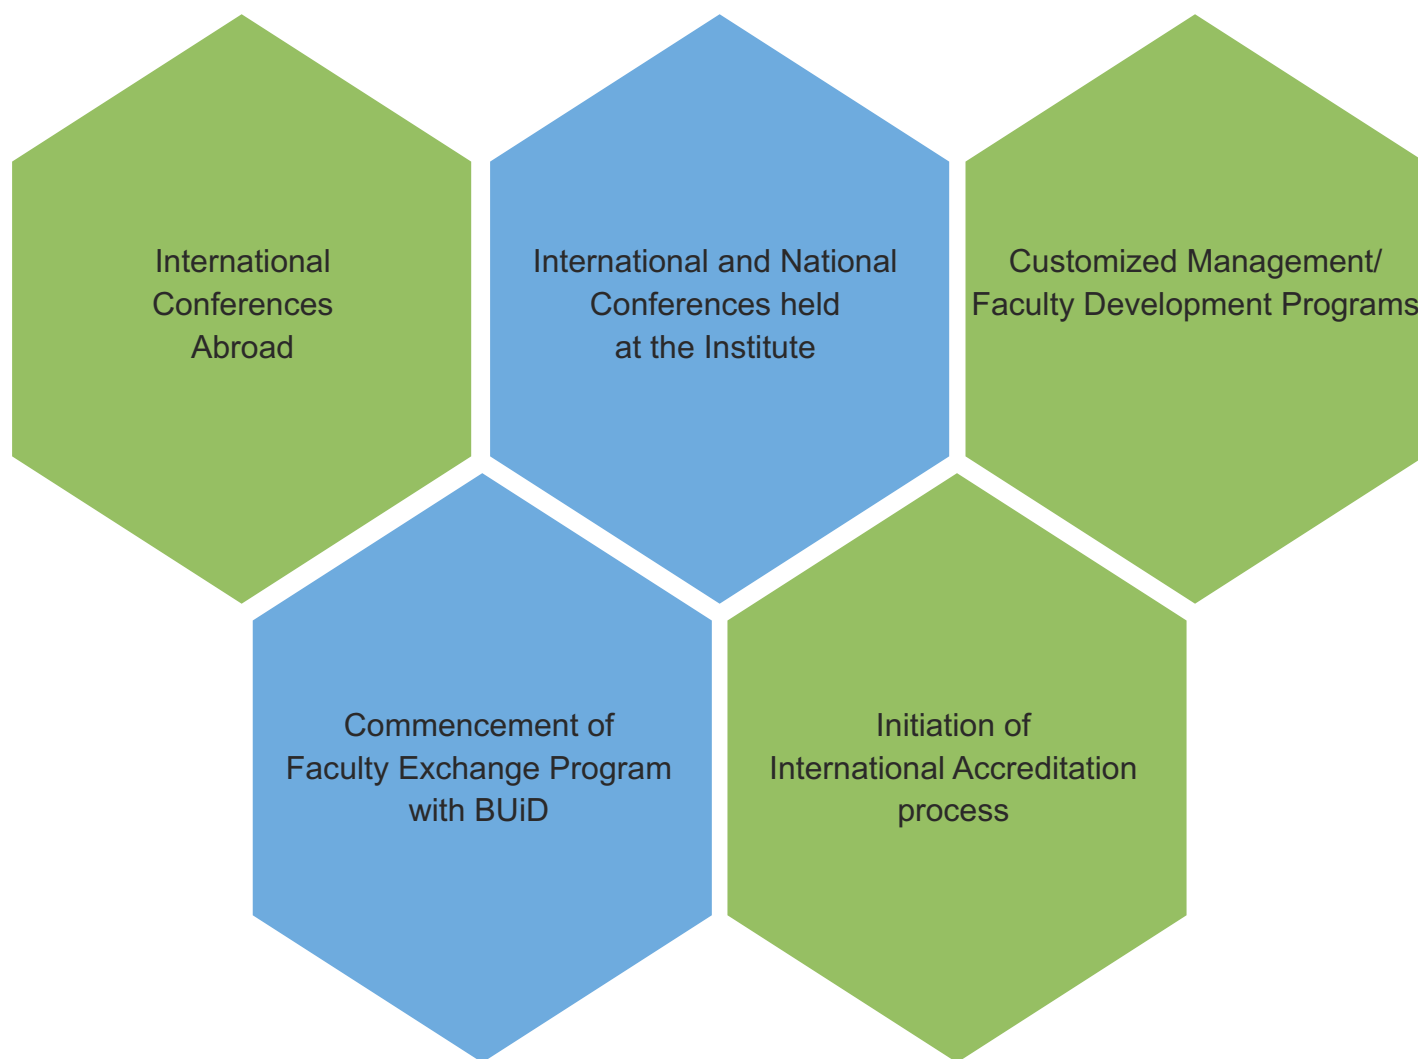 International
Conferences
Abroad
International and National
Conferences held
at the Institute
Customized Management/
Faculty Development Programs
Commencement of
Faculty Exchange Program
with BUiD
Initiation of
International Accreditation
process